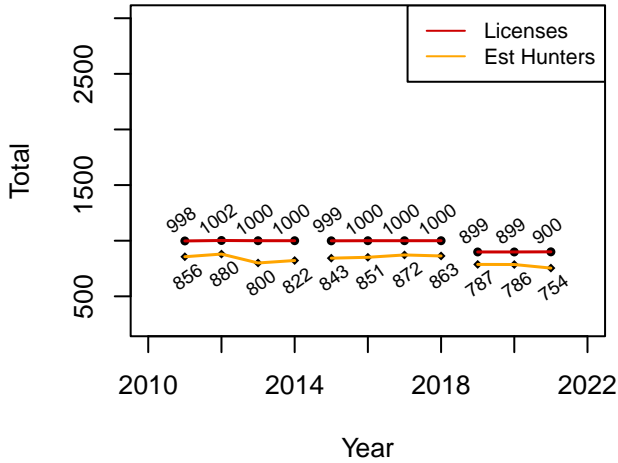 Licenses
Est Hunters
2500
1500
500
Total
998 1002 1000 1000 999 1000 1000 1000 899 899 900
856 880 800 822 843 851 872 863 787 786 754
2010 2014 2018 2022
Year